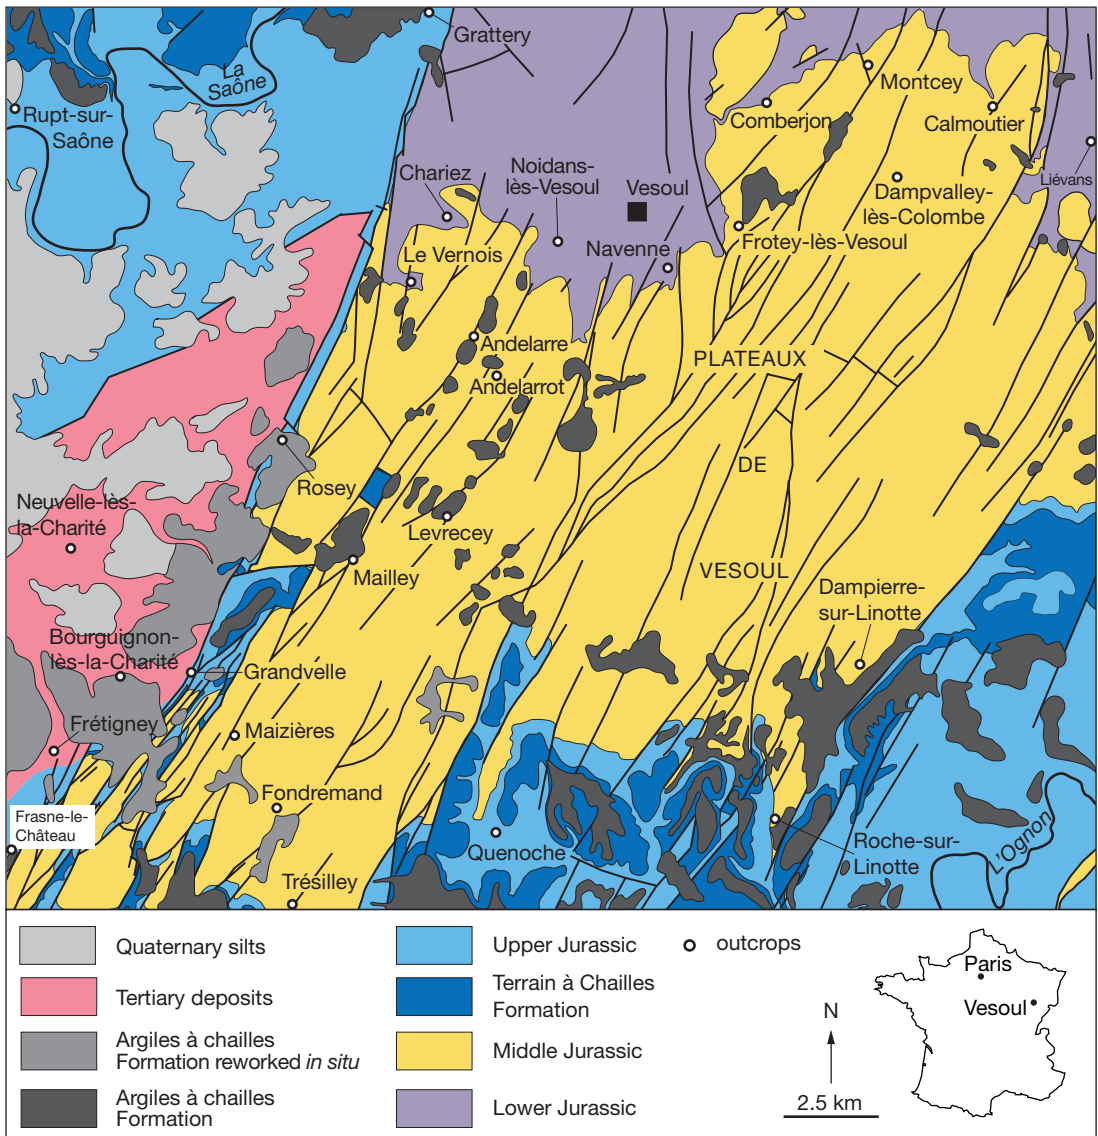 Grattery
La
Saône
Montcey
Rupt-sur-
Saône
Comberjon
Calmoutier
Chariez
Noidans-
lès-Vesoul
Vesoul
Liévans
Dampvalley-
lès-Colombe
Le Vernois
Navenne
Frotey-lès-Vesoul
Andelarre
PLATEAUX
Andelarrot
DE
Rosey
Neuvelle-lès-
la-Charité
Levrecey
Mailley
VESOUL
Dampierre-
sur-Linotte
Bourguignon-
lès-la-Charité
Grandvelle
Frétigney
Maizières
Fondremand
Frasne-le-
Château
Quenoche
Roche-sur-
Linotte
L'Ognon
Trésilley
Quaternary silts
Tertiary deposits
Argiles à chailles
Formation reworked in situ
Argiles à chailles
Formation
Upper Jurassic
Terrain à Chailles
Formation
Middle Jurassic
Lower Jurassic
outcrops
N
2.5 km
Paris
Vesoul